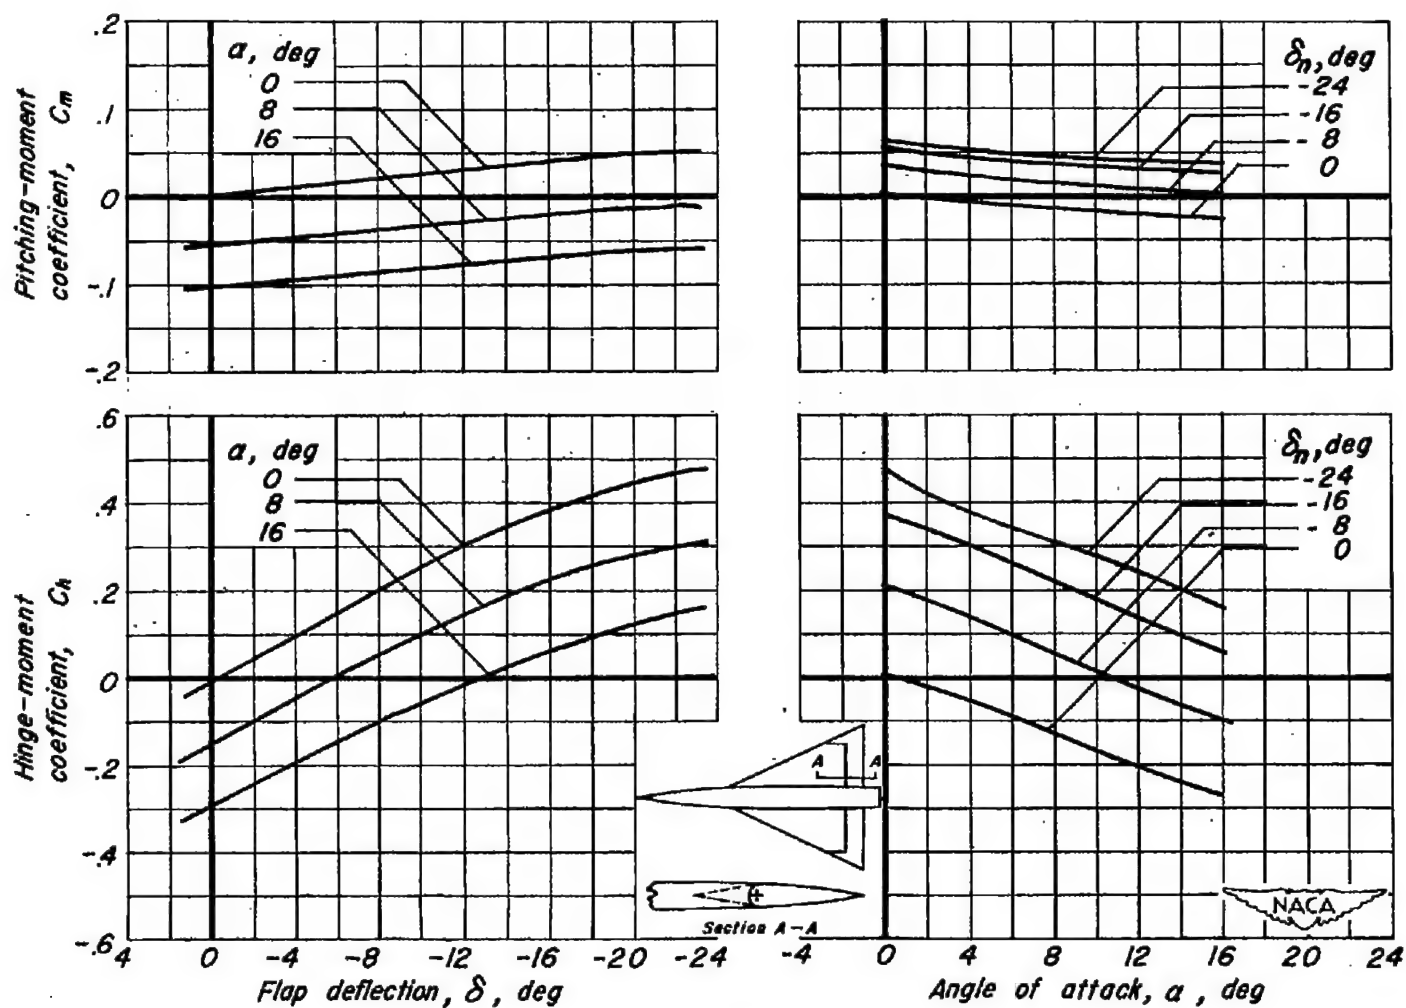 Pitching-moment
coefficient, Cm
.2
.1
0
-.1
-.2
α, deg
0
8
16
δn, deg
-24
-16
-8
0
Hinge-moment
coefficient, Ch
.6
.4
.2
0
-.2
-.4
-.6
α, deg
0
8
16
δn, deg
-24
-16
-8
0
A A
Section A-A
NACA
4 0 -4 -8 -12 -16 -20 -24
Flap deflection, δ, deg
-4 0 4 8 12 16 20 24
Angle of attack, α, deg